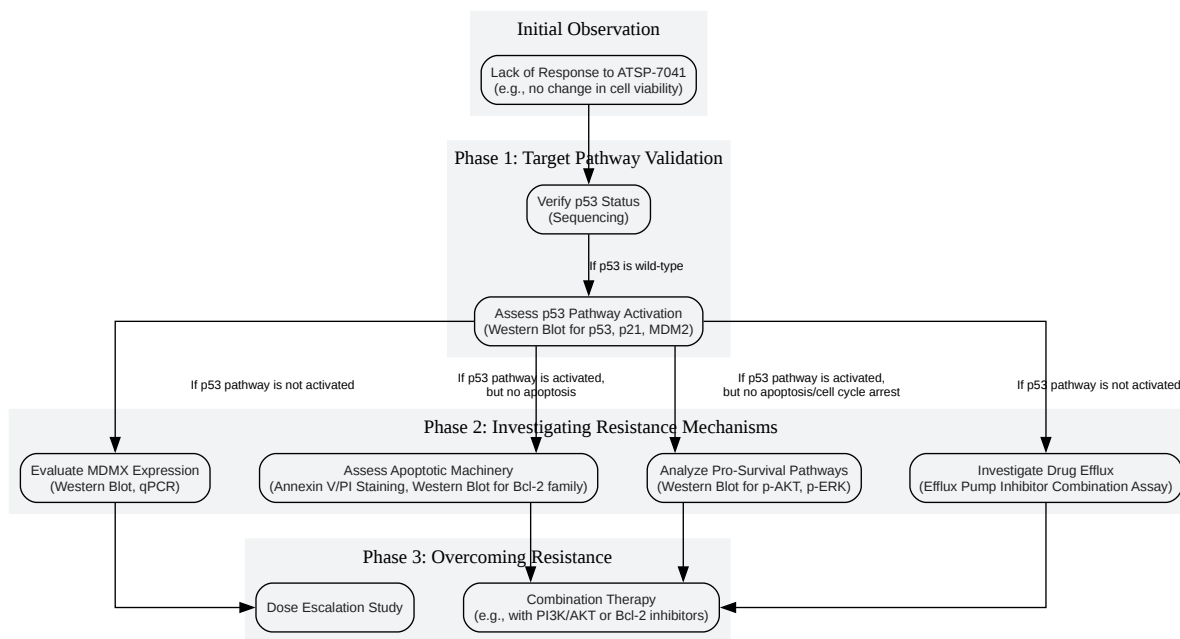 Initial Observation
Lack of Response to ATSP-7041
(e.g., no change in cell viability)
Phase 1: Target Pathway Validation
Verify p53 Status
(Sequencing)
If p53 is wild-type
Assess p53 Pathway Activation
(Western Blot for p53, p21, MDM2)
If p53 pathway is not activated
If p53 pathway is activated,
but no apoptosis
If p53 pathway is activated,
but no apoptosis/cell cycle arrest
If p53 pathway is not activated
Phase 2: Investigating Resistance Mechanisms
Evaluate MDMX Expression
(Western Blot, qPCR)
Assess Apoptotic Machinery
(Annexin V/PI Staining, Western Blot for Bcl-2 family)
Analyze Pro-Survival Pathways
(Western Blot for p-AKT, p-ERK)
Investigate Drug Efflux
(Efflux Pump Inhibitor Combination Assay)
Phase 3: Overcoming Resistance
Dose Escalation Study
Combination Therapy
(e.g., with PI3K/AKT or Bcl-2 inhibitors)